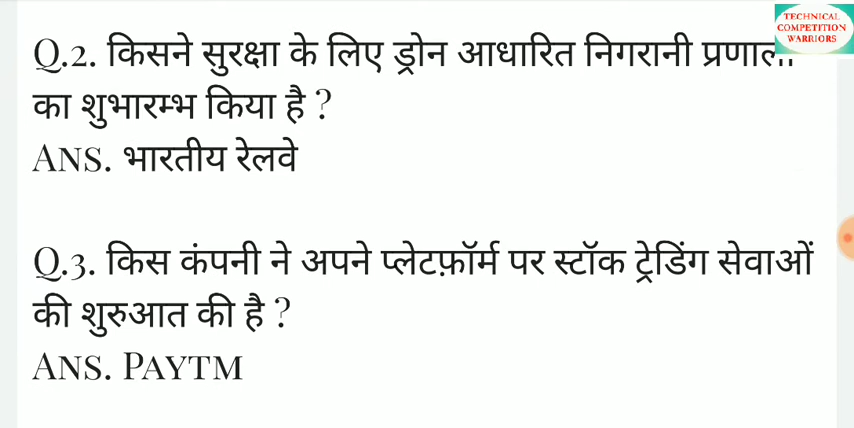 TECHNICAL
COMPETITION
WARRIORS
Q.2. किसने सुरक्षा के लिए ड्रोन आधारित निगरानी
का शुभारम्भ किया है ?
ANS. भारतीय रेलवे
Q.3. किस कंपनी ने अपने प्लेटफ़ॉर्म पर स्टॉक ट्रेडिंग सेवाओं
की शुरुआत की है ?
ANS. PAYTM